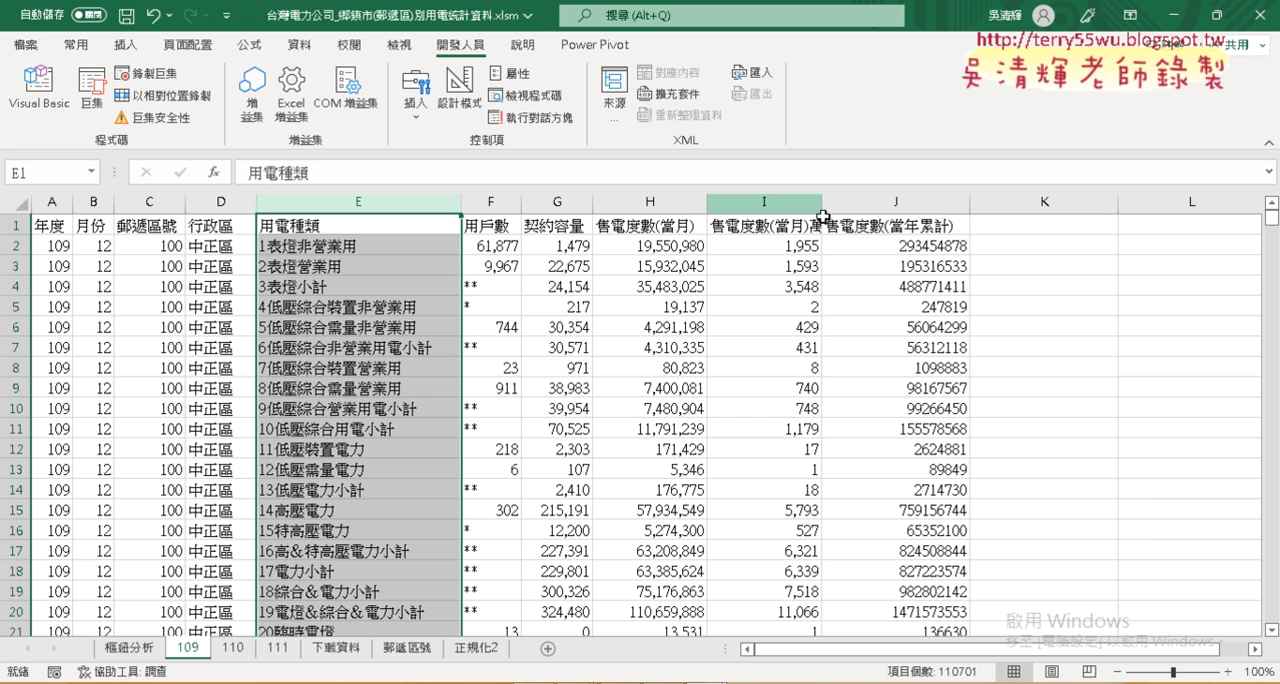 自動儲存 關閉 台灣電力公司_鄉鎮市(郵遞區)別用電統計資料.xlsm 搜尋 (Alt+Q) 吳清輝
檔案 常用 插入 頁面配置 公式 資料 校閱 檢視 開發人員 說明 Power Pivot 共用
http://terry55wu.blogspot.tw
吳清輝老師錄製
Visual Basic 巨集 錄製巨集 以相對位置錄製 巨集安全性 增益集 Excel 增益集 COM 增益集 插入 設計模式 屬性 檢視程式碼 執行對話方塊 來源... 對應內容 擴充套件 重新整理資料 匯入 匯出
程式碼 增益集 控制項 XML
E1 fx 用電種類
A B C D E F G H I J K L
1 年度 月份 郵遞區號 行政區 用電種類 用戶數 契約容量 售電度數(當月) 售電度數(當月)萬 售電度數(當年累計)
2 109 12 100 中正區 1表燈非營業用 61,877 1,479 19,550,980 1,955 293454878
3 109 12 100 中正區 2表燈營業用 9,967 22,675 15,932,045 1,593 195316533
4 109 12 100 中正區 3表燈小計 ** 24,154 35,483,025 3,548 488771411
5 109 12 100 中正區 4低壓綜合裝置非營業用 * 217 19,137 2 247819
6 109 12 100 中正區 5低壓綜合需量非營業用 744 30,354 4,291,198 429 56064299
7 109 12 100 中正區 6低壓綜合非營業用電小計 ** 30,571 4,310,335 431 56312118
8 109 12 100 中正區 7低壓綜合裝置營業用 23 971 80,823 8 1098883
9 109 12 100 中正區 8低壓綜合需量營業用 911 38,983 7,400,081 740 98167567
10 109 12 100 中正區 9低壓綜合營業用電小計 ** 39,954 7,480,904 748 99266450
11 109 12 100 中正區 10低壓綜合用電小計 ** 70,525 11,791,239 1,179 155578568
12 109 12 100 中正區 11低壓裝置電力 218 2,303 171,429 17 2624881
13 109 12 100 中正區 12低壓需量電力 6 107 5,346 1 89849
14 109 12 100 中正區 13低壓電力小計 ** 2,410 176,775 18 2714730
15 109 12 100 中正區 14高壓電力 302 215,191 57,934,549 5,793 759156744
16 109 12 100 中正區 15特高壓電力 * 12,200 5,274,300 527 65352100
17 109 12 100 中正區 16高&特高壓電力小計 ** 227,391 63,208,849 6,321 824508844
18 109 12 100 中正區 17電力小計 ** 229,801 63,385,624 6,339 827223574
19 109 12 100 中正區 18綜合&電力小計 ** 300,326 75,176,863 7,518 982802142
20 109 12 100 中正區 19電燈&綜合&電力小計 ** 324,480 110,659,888 11,066 1471573553
21 109 12 100 中正區 20臨時電燈 13 0 13,531 1 136630
啟用 Windows
移至 [電腦設定] 以啟用 Windows。
樞紐分析 109 110 111 下載資料 郵遞區號 正規化2
就緒 協助工具: 調查 項目個數: 110701 100%